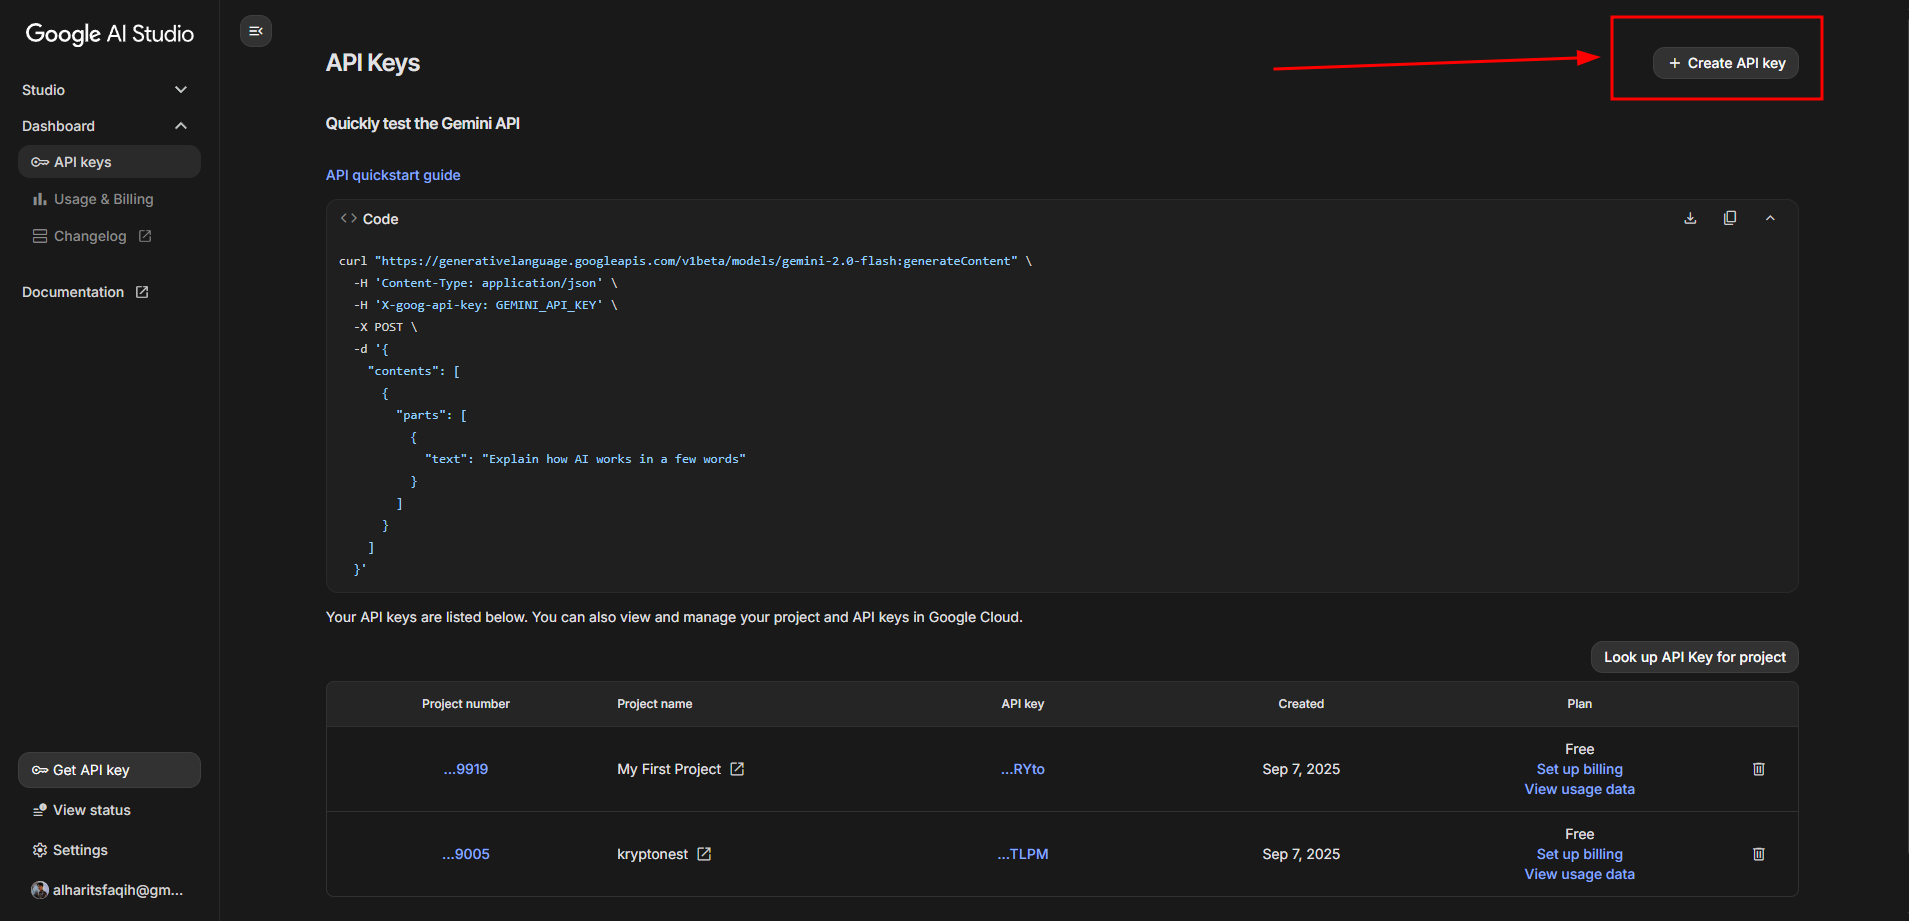 Google AI Studio
Studio
Dashboard
API keys
Usage & Billing
Changelog
Documentation
Get API key
View status
Settings
alharitsfaqih@gm...
API Keys
+ Create API key
Quickly test the Gemini API
API quickstart guide
<> Code
curl "https://generativelanguage.googleapis.com/v1beta/models/gemini-2.0-flash:generateContent" \
-H 'Content-Type: application/json' \
-H 'X-goog-api-key: GEMINI_API_KEY' \
-X POST \
-d '{
"contents": [
{
"parts": [
{
"text": "Explain how AI works in a few words"
}
]
}
]
}'
Your API keys are listed below. You can also view and manage your project and API keys in Google Cloud.
Look up API Key for project
Project number Project name API key Created Plan
...9919 My First Project ...RYto Sep 7, 2025 Free
Set up billing
View usage data
...9005 kryptonest ...TLPM Sep 7, 2025 Free
Set up billing
View usage data